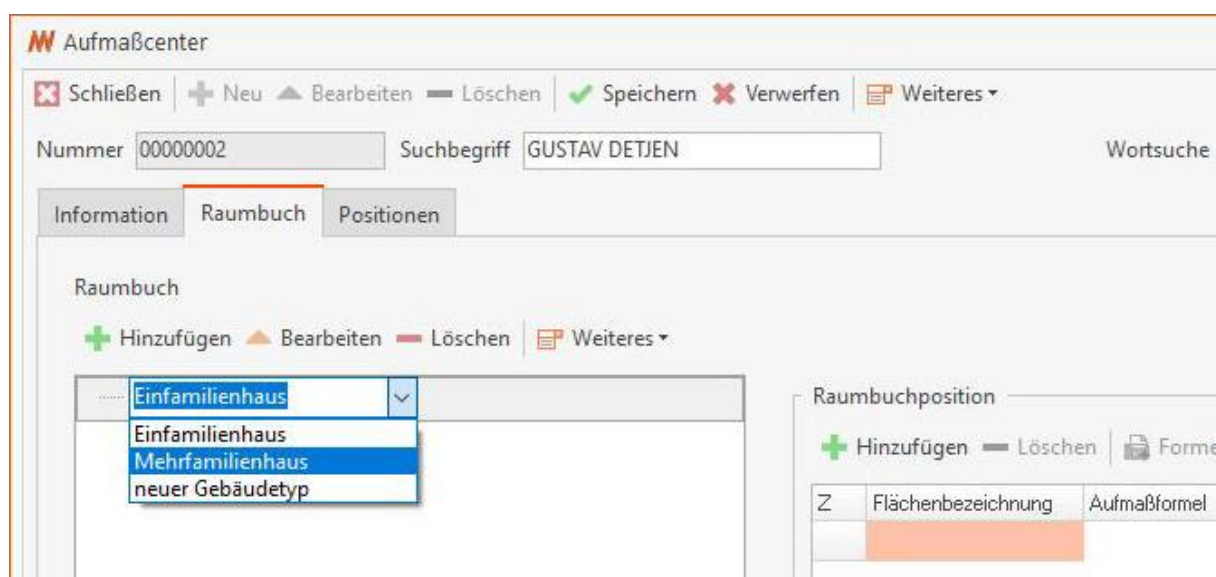 Aufmaßcenter
Schließen Neu Bearbeiten Löschen Speichern Verwerfen Weiteres
Nummer 00000002 Suchbegriff GUSTAV DETJEN Wortsuche
Information Raumbuch Positionen
Raumbuch
Hinzufügen Bearbeiten Löschen Weiteres
Einfamilienhaus
Einfamilienhaus
Mehrfamilienhaus
neuer Gebäudetyp
Raumbuchposition
Hinzufügen Löschen Forme
Z Flächenbezeichnung Aufmaßformel